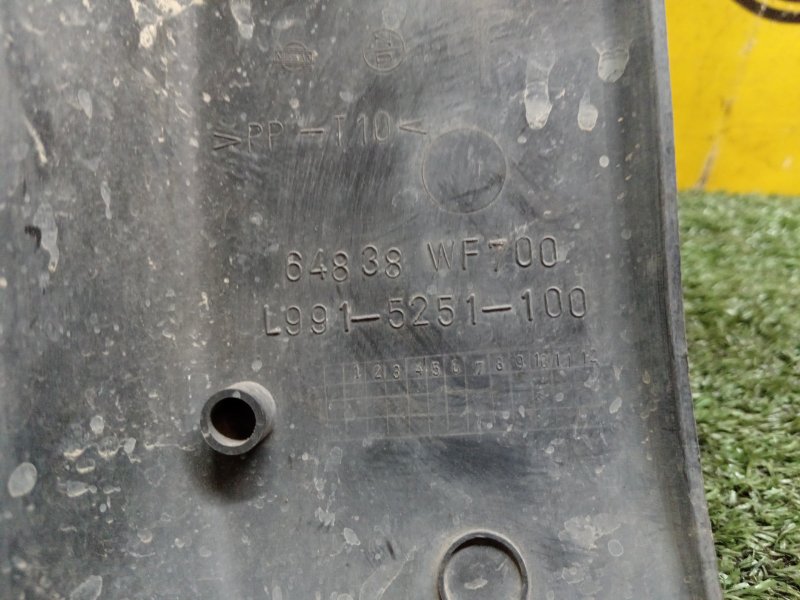 NISSAN
>PP-T10<
64838 WF700
L991-5251-100
1 2 3 4 5 6 7 8 9 10 11 12